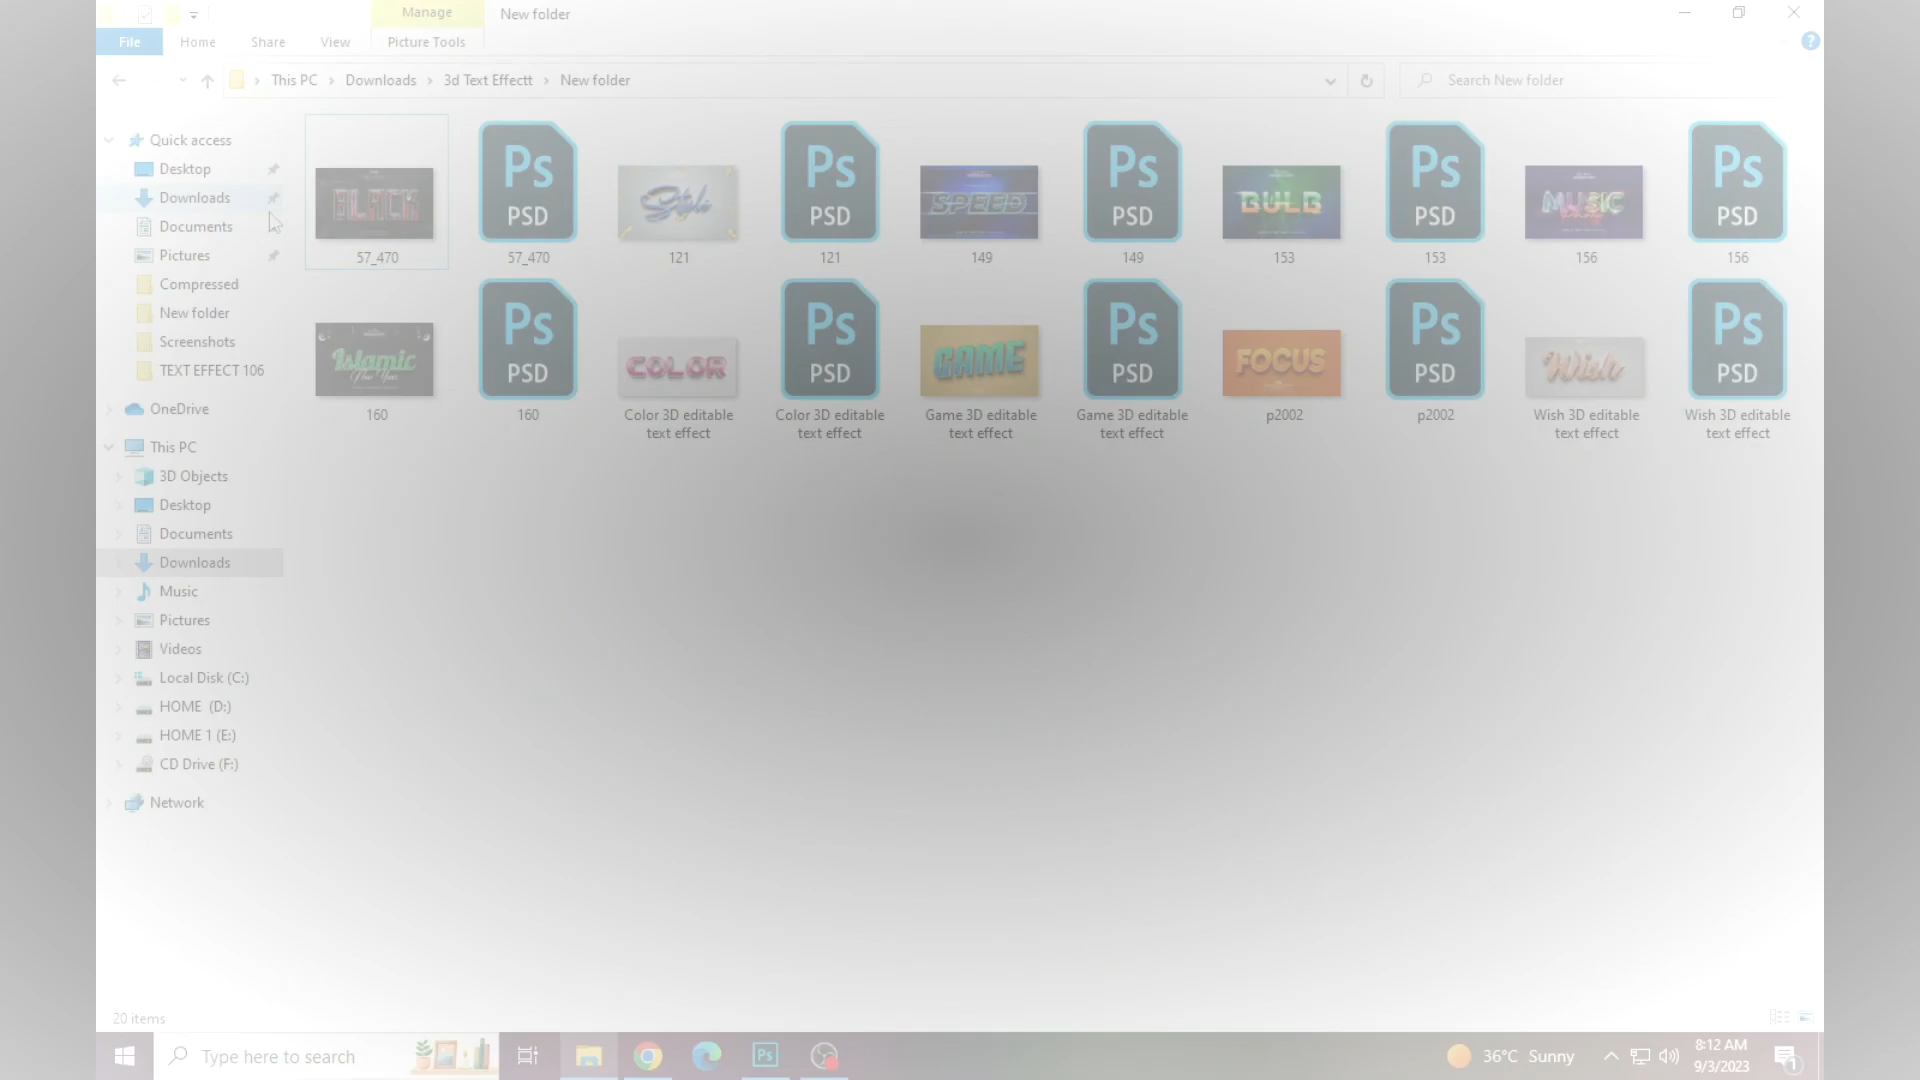 Manage
New folder
File
Home
Share
View
Picture Tools
This PC
Downloads
3d Text Effectt
New folder
Search New folder
Quick access
Desktop
Downloads
Documents
Pictures
Compressed
New folder
Screenshots
TEXT EFFECT 106
OneDrive
This PC
3D Objects
Desktop
Documents
Downloads
Music
Pictures
Videos
Local Disk (C:)
HOME (D:)
HOME 1 (E:)
CD Drive (F:)
Network
BLACK
Ps
PSD
Ps
PSD
SPEED
Ps
PSD
BULB
Ps
PSD
MUSIC
Ps
PSD
57_470
57_470
121
121
149
149
153
153
156
156
Islamic
New Year
Ps
PSD
COLOR
Ps
PSD
GAME
Ps
PSD
FOCUS
Ps
PSD
Wish
Ps
PSD
160
160
Color 3D editable
text effect
Color 3D editable
text effect
Game 3D editable
text effect
Game 3D editable
text effect
p2002
p2002
Wish 3D editable
text effect
Wish 3D editable
text effect
20 items
Type here to search
Ps
36°C Sunny
8:12 AM
9/3/2023
1